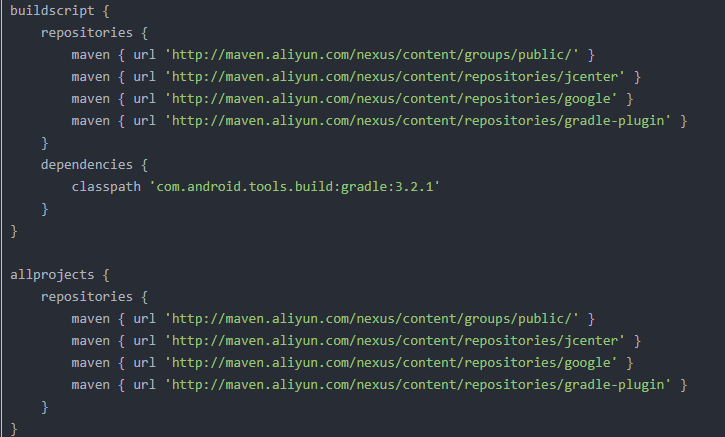 buildscript {
    repositories {
        maven { url 'http://maven.aliyun.com/nexus/content/groups/public/' }
        maven { url 'http://maven.aliyun.com/nexus/content/repositories/jcenter' }
        maven { url 'http://maven.aliyun.com/nexus/content/repositories/google' }
        maven { url 'http://maven.aliyun.com/nexus/content/repositories/gradle-plugin' }
    }
    dependencies {
        classpath 'com.android.tools.build:gradle:3.2.1'
    }
}

allprojects {
    repositories {
        maven { url 'http://maven.aliyun.com/nexus/content/groups/public/' }
        maven { url 'http://maven.aliyun.com/nexus/content/repositories/jcenter' }
        maven { url 'http://maven.aliyun.com/nexus/content/repositories/google' }
        maven { url 'http://maven.aliyun.com/nexus/content/repositories/gradle-plugin' }
    }
}